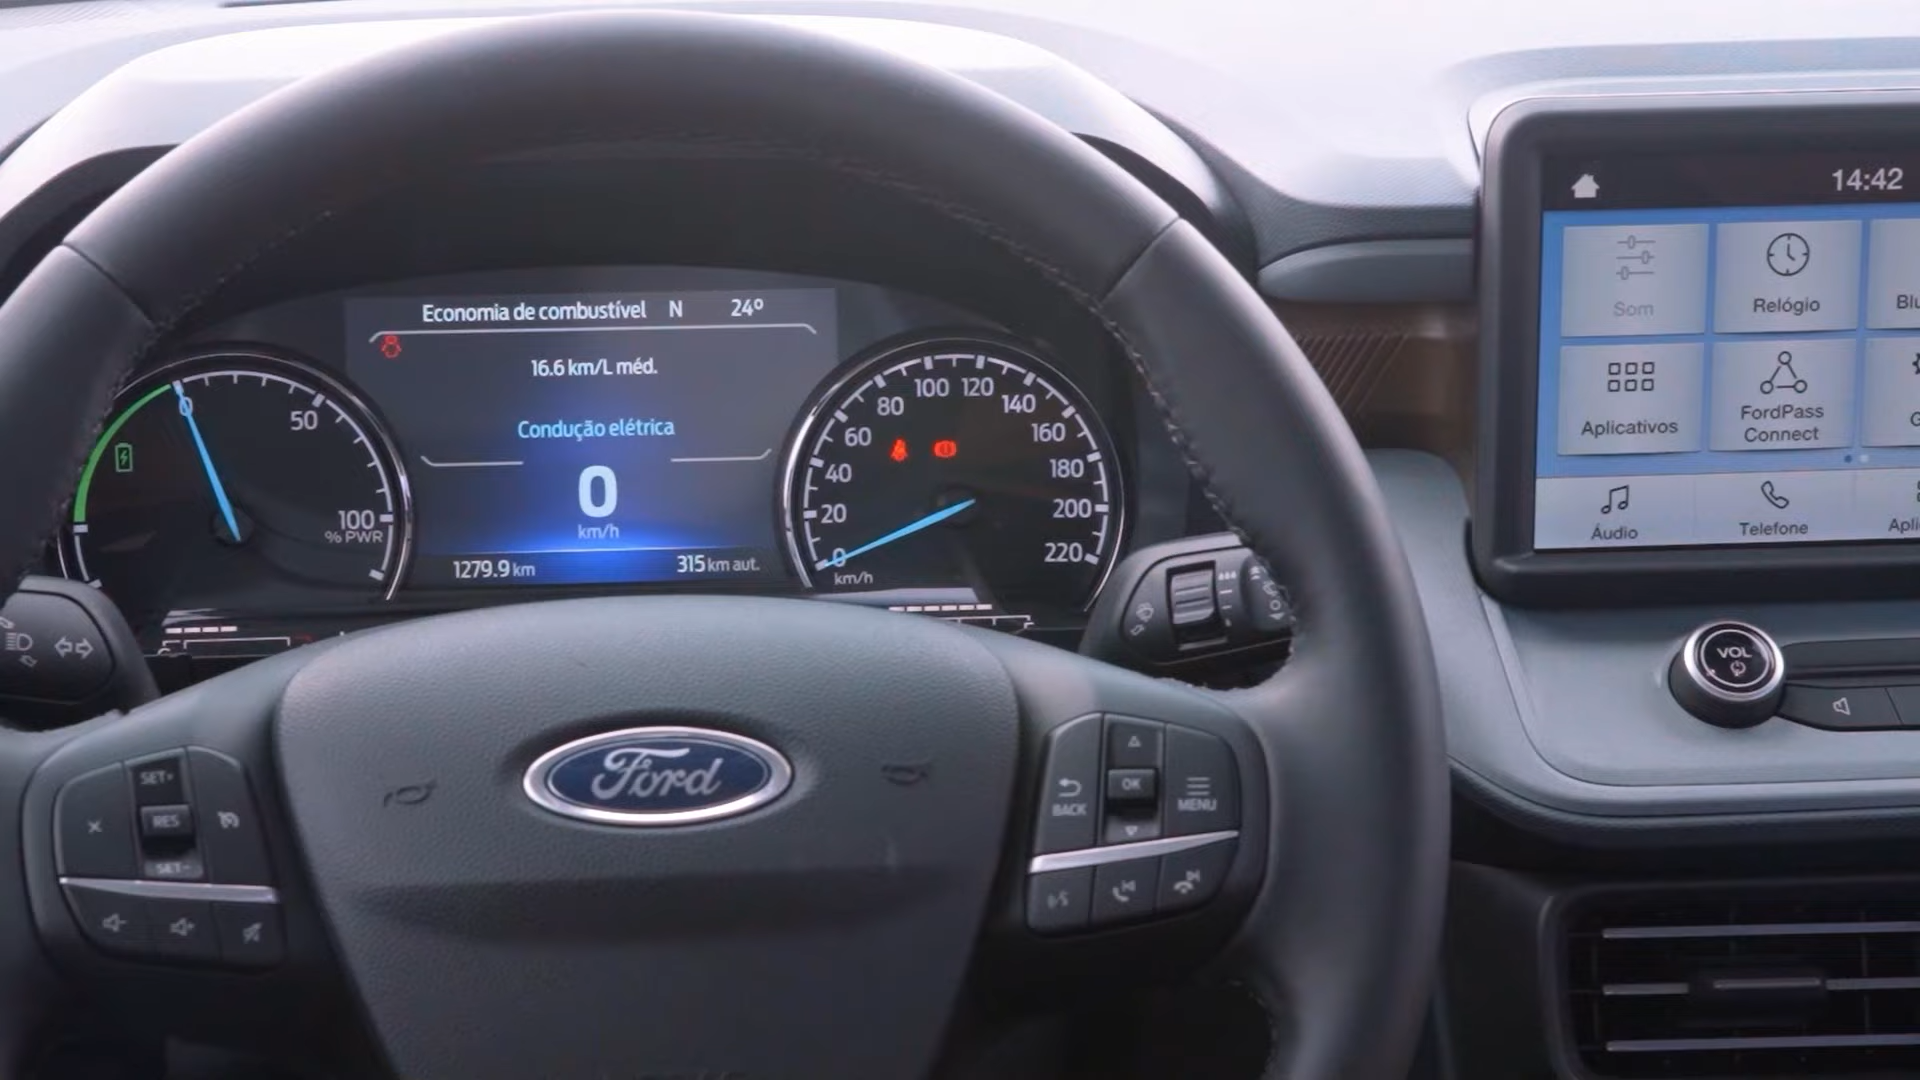 Economia de combustível N 24º
16.6 km/L méd.
Condução elétrica
0
km/h
1279.9 km 315 km aut.
0
50
100
% PWR
0
20
40
60
80
100
120
140
160
180
200
220
km/h
14:42
Som
Relógio
Aplicativos
FordPass
Connect
Áudio
Telefone
VOL
Ford
SET+
RES
SET-
BACK
OK
MENU